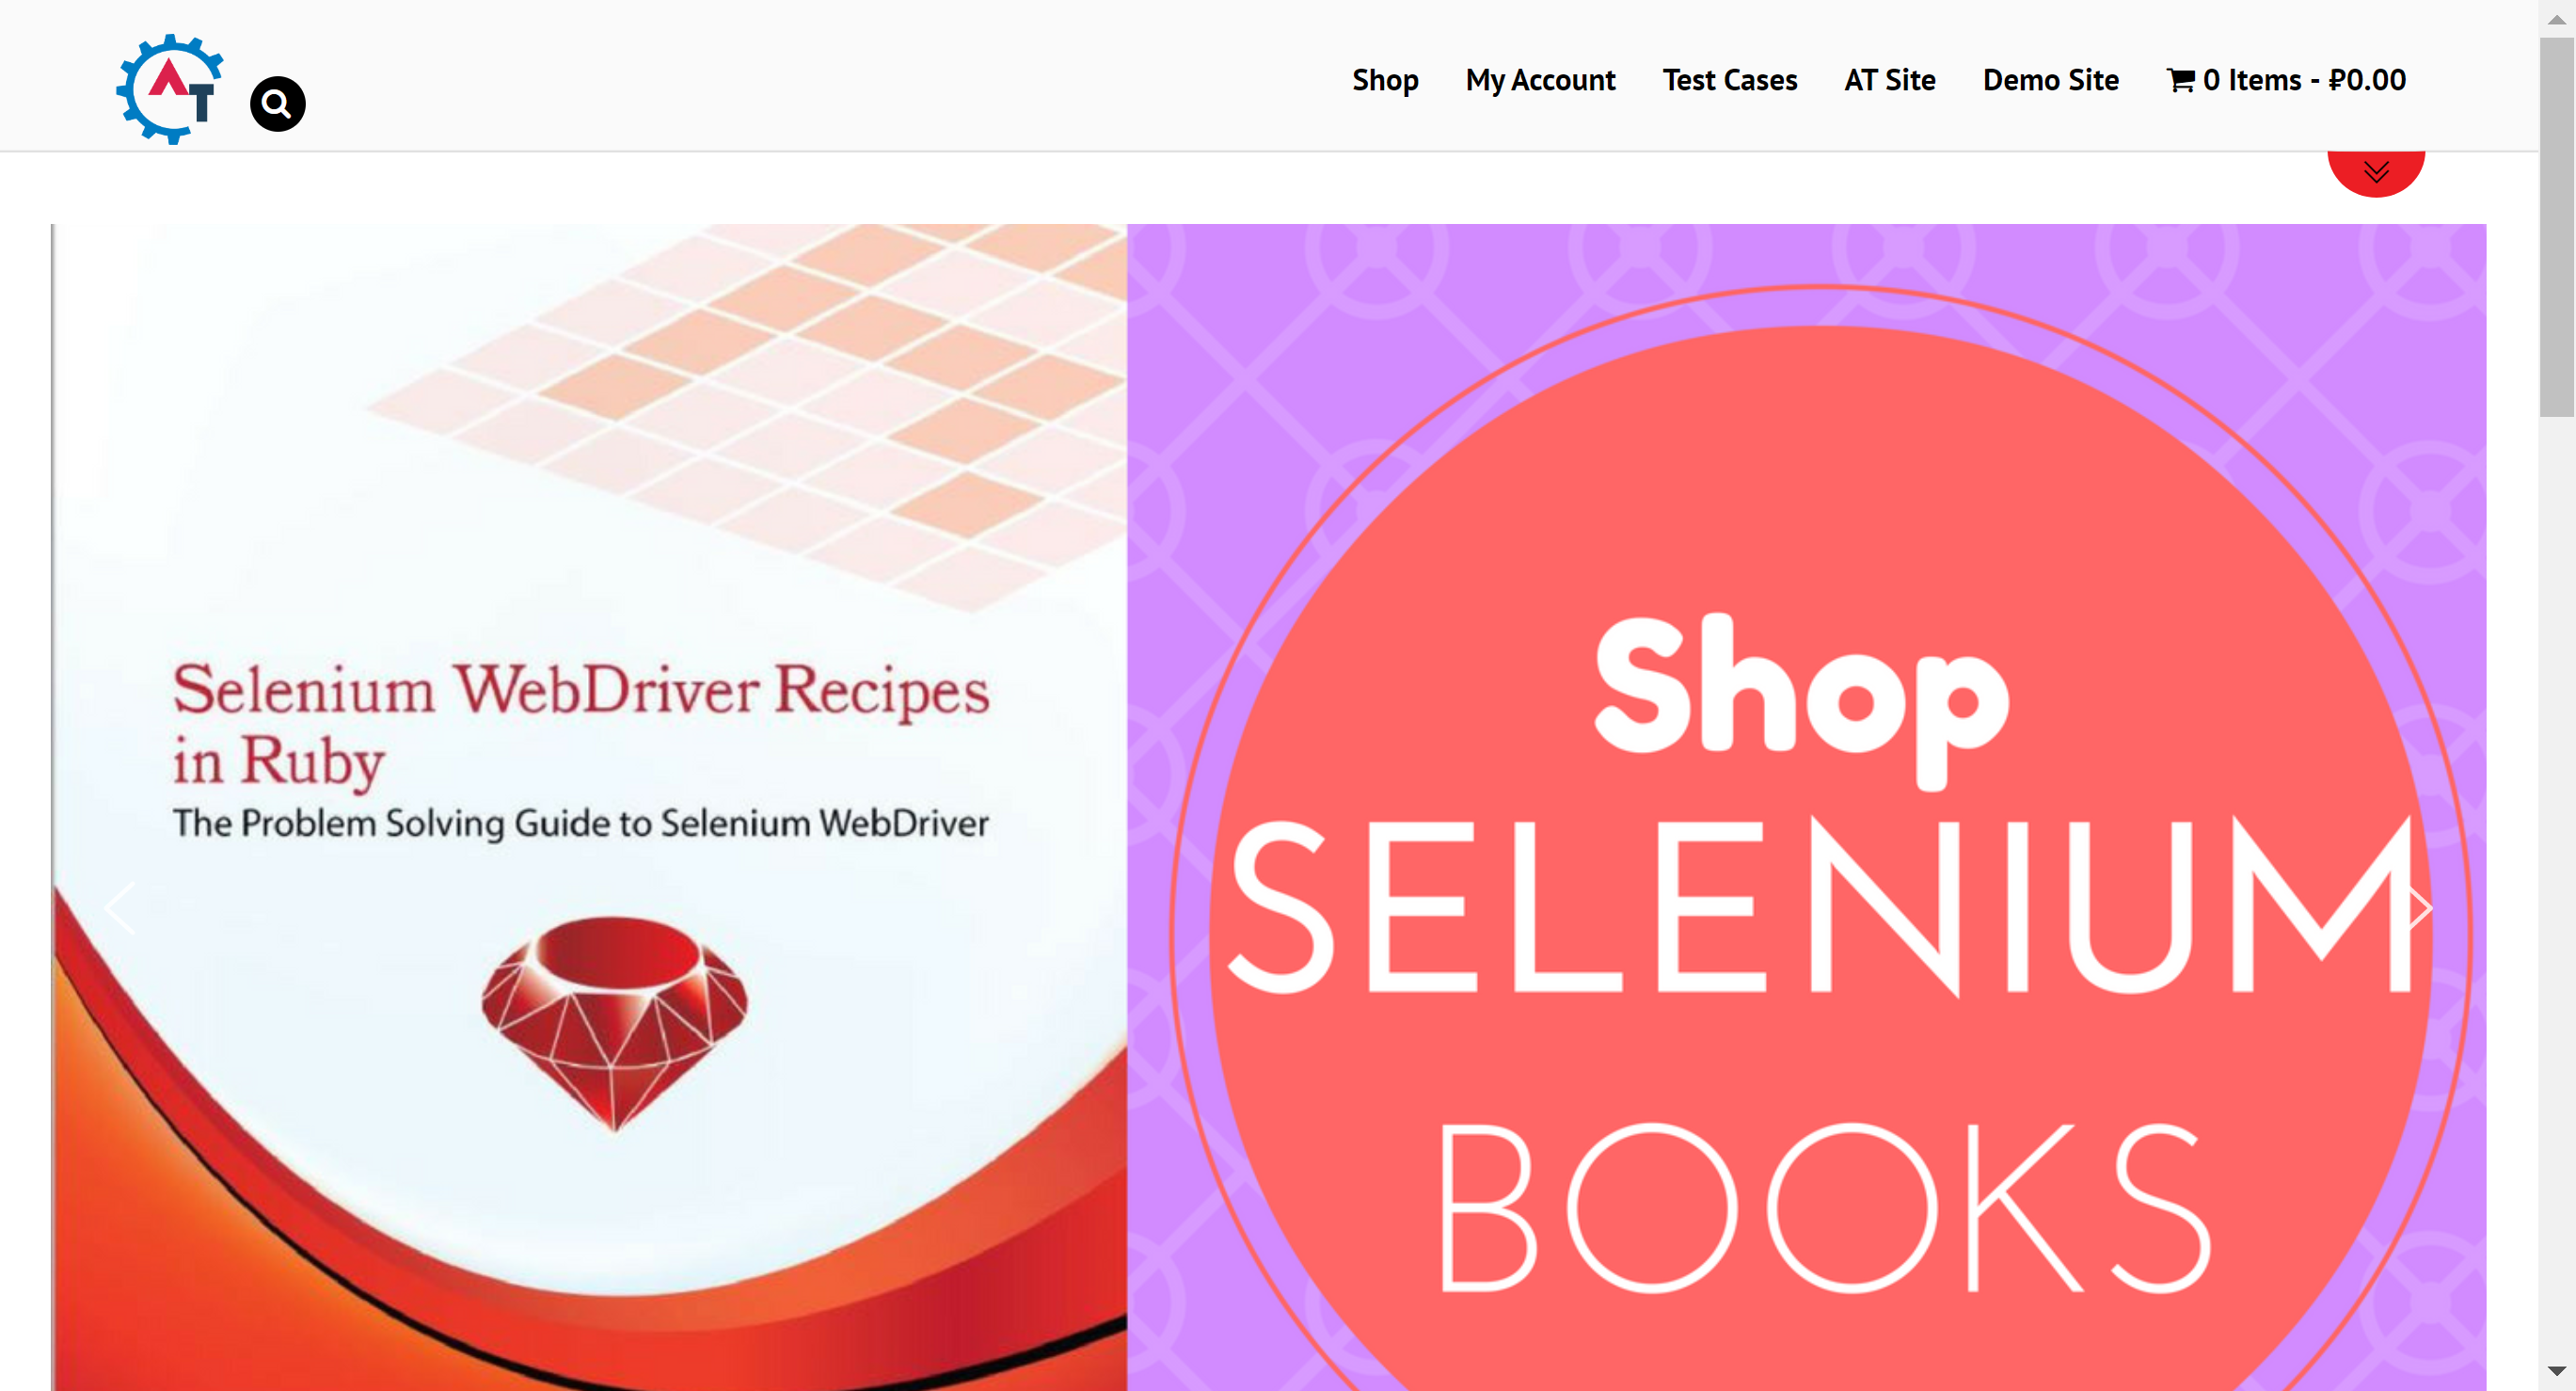 AT
Shop
My Account
Test Cases
AT Site
Demo Site
0 Items - ₽0.00
Selenium WebDriver Recipes
in Ruby
The Problem Solving Guide to Selenium WebDriver
Shop
SELENIUM
BOOKS